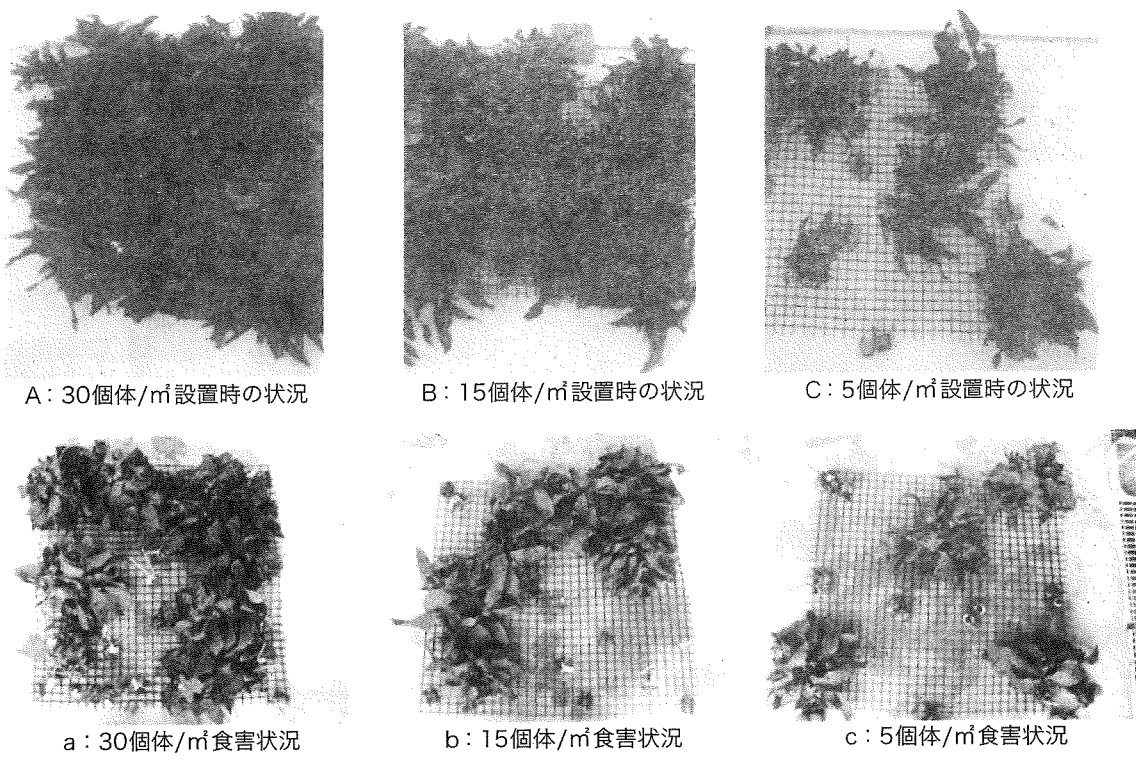 A：30個体/㎡設置時の状況
B：15個体/㎡設置時の状況
C：5個体/㎡設置時の状況
a：30個体/㎡食害状況
b：15個体/㎡食害状況
c：5個体/㎡食害状況